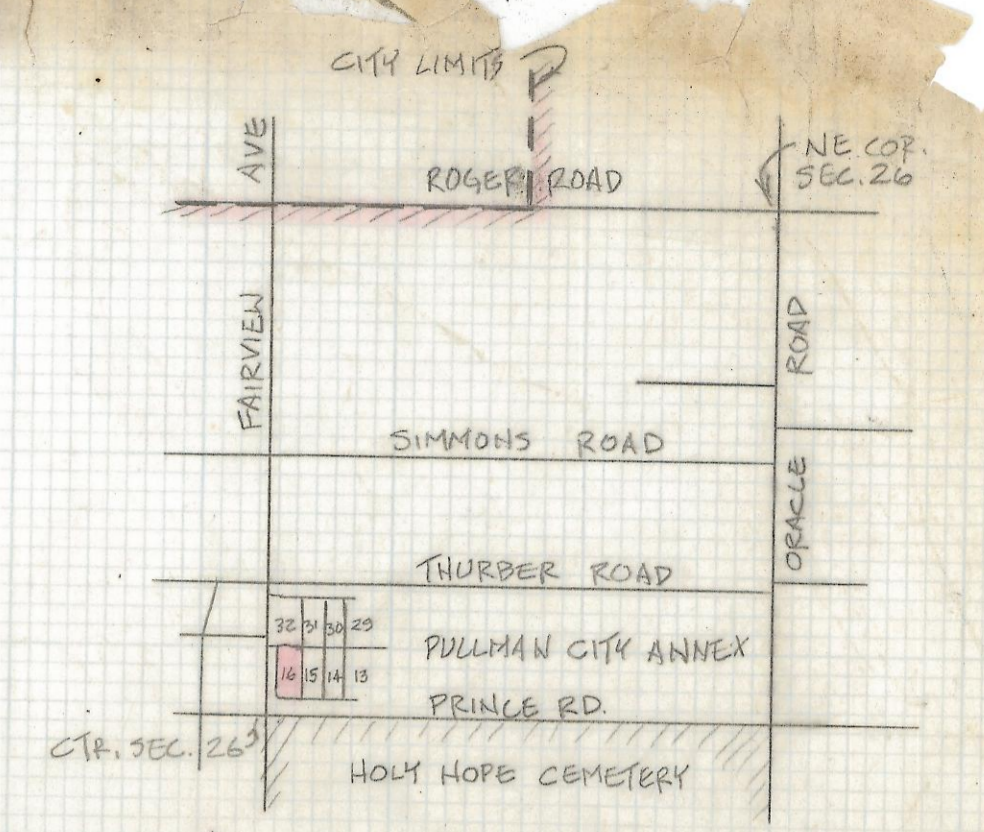 CITY LIMITS
AVE
ROGER ROAD
NE COR.
SEC. 26
FAIRVIEW
ROAD
SIMMONS ROAD
ORACLE
THURBER ROAD
32 31 30 29
PULLMAN CITY ANNEX
16 15 14 13
PRINCE RD.
CTR. SEC. 26
HOLY HOPE CEMETERY